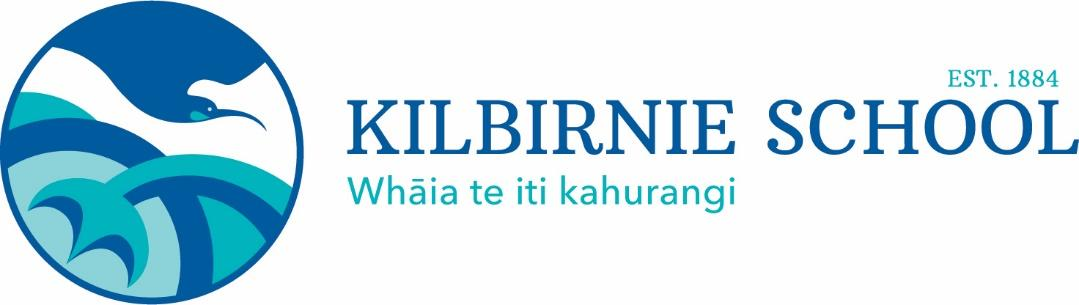 EST. 1884
KILBIRNIE SCHOOL
Whāia te iti kahurangi